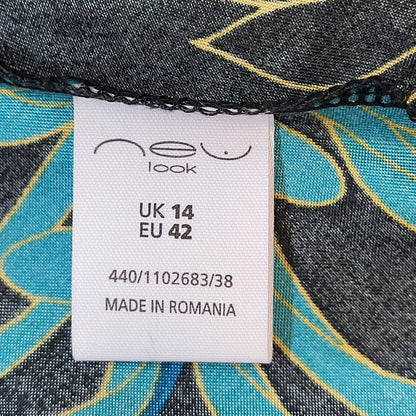 new
look
UK 14
EU 42
440/1102683/38
MADE IN ROMANIA